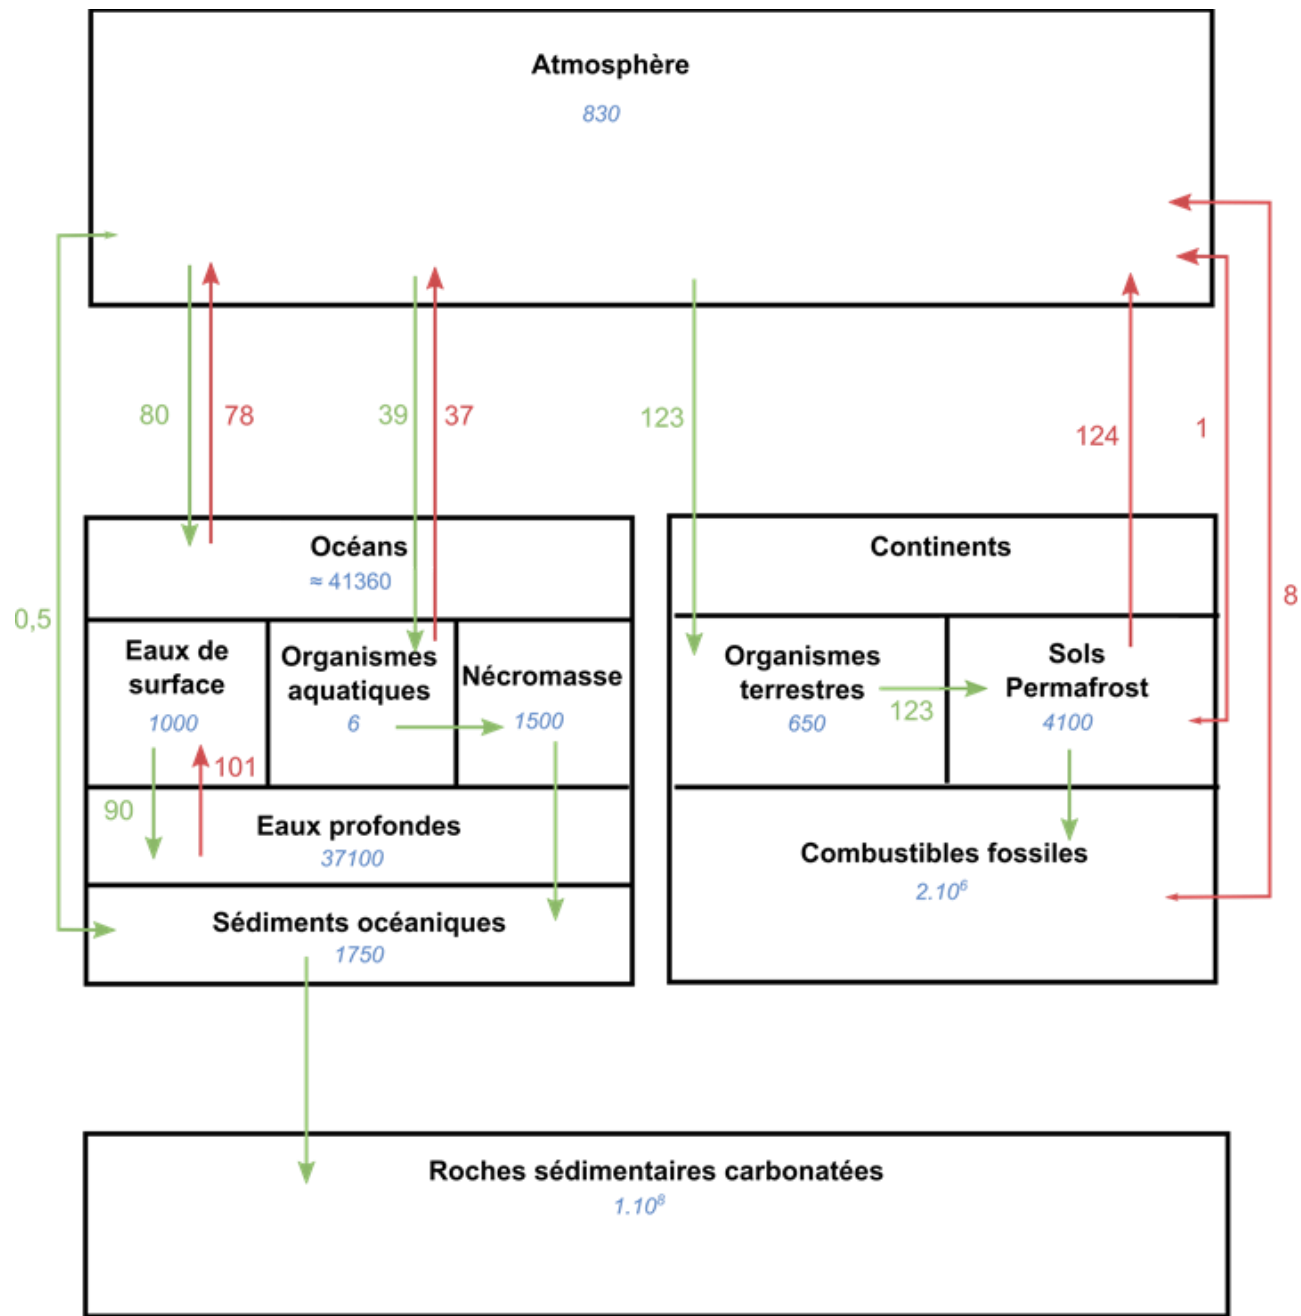 Atmosphère
830
80
78
39
37
123
124
1
8
0,5
Océans
≈ 41360
Continents
Eaux de
surface
1000
Organismes
aquatiques
6
Nécromasse
1500
Organismes
terrestres
650
123
Sols
Permafrost
4100
90
101
Eaux profondes
37100
Combustibles fossiles
2.10⁶
Sédiments océaniques
1750
Roches sédimentaires carbonatées
1.10⁸